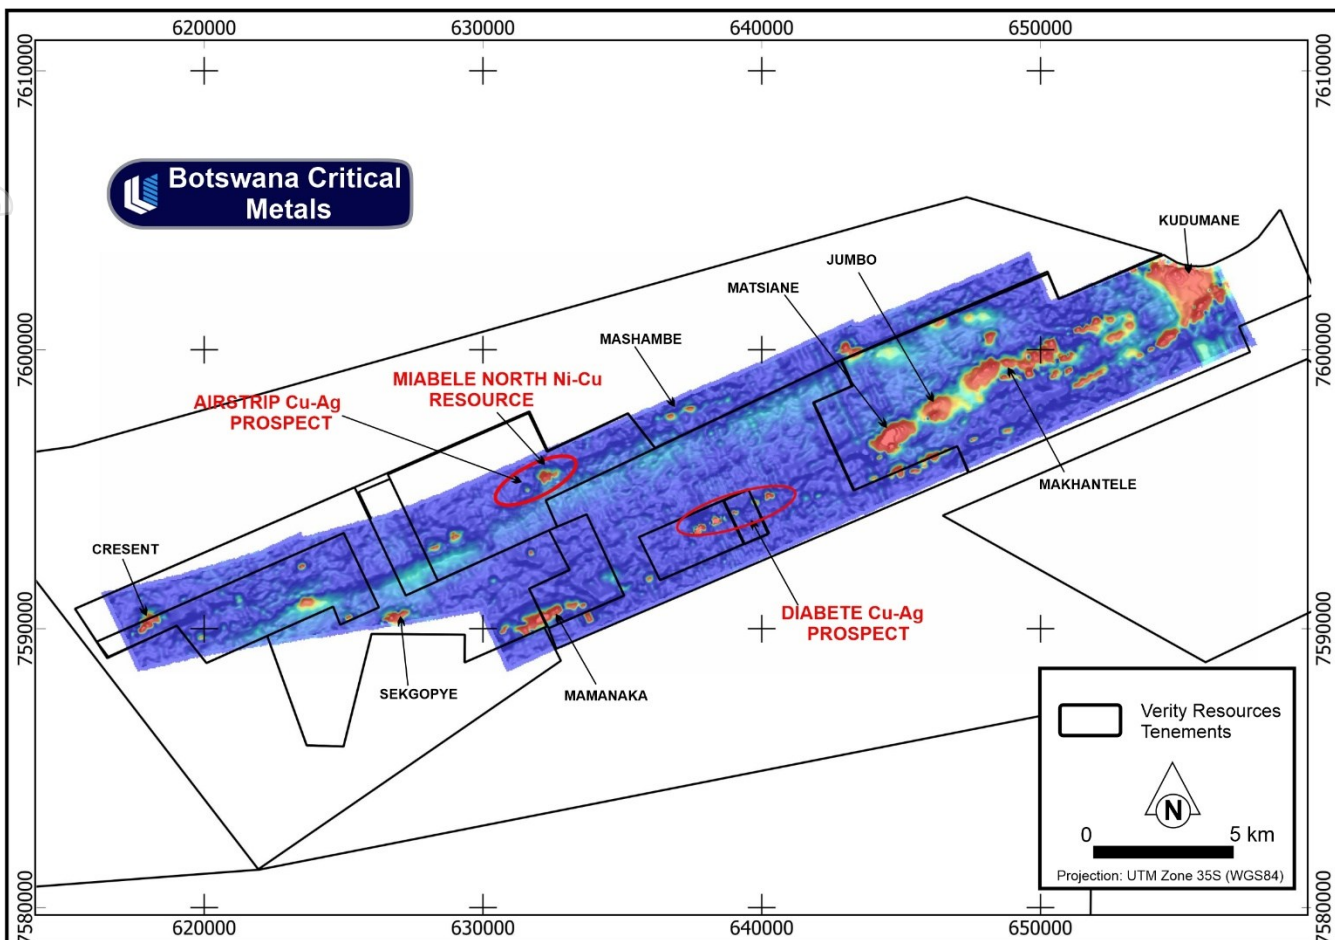 620000
630000
640000
650000
7610000
7610000
Botswana Critical
Metals
KUDUMANE
JUMBO
MATSIANE
7600000
7600000
MASHAMBE
MIABELE NORTH Ni-Cu
RESOURCE
AIRSTRIP Cu-Ag
PROSPECT
MAKHANTELE
CRESENT
DIABETE Cu-Ag
PROSPECT
7590000
7590000
SEKGOPYE
MAMANAKA
Verity Resources
Tenements
N
0
5 km
Projection: UTM Zone 35S (WGS84)
7580000
7580000
620000
630000
640000
650000